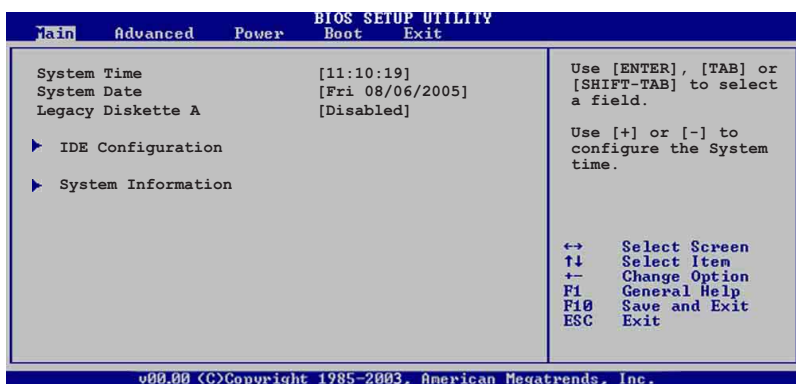 BIOS SETUP UTILITY
Main Advanced Power Boot Exit
System Time [11:10:19]
System Date [Fri 08/06/2005]
Legacy Diskette A [Disabled]
IDE Configuration
System Information
Use [ENTER], [TAB] or
[SHIFT-TAB] to select
a field.
Use [+] or [-] to
configure the System
time.
↔ Select Screen
↑↓ Select Item
+- Change Option
F1 General Help
F10 Save and Exit
ESC Exit
v00.00 (C)Copyright 1985-2003, American Megatrends, Inc.